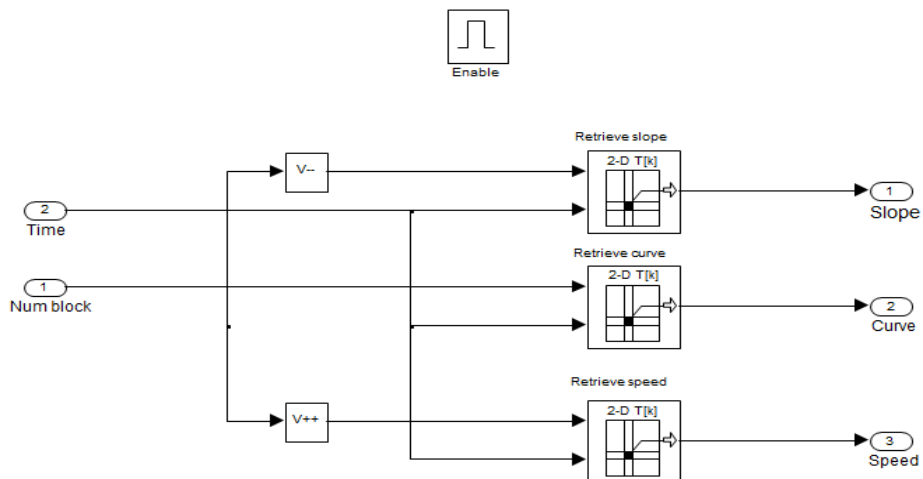 Enable
Retrieve slope
2-D T[k]
V--
2
Time
1
Slope
Retrieve curve
2-D T[k]
1
Num block
2
Curve
Retrieve speed
2-D T[k]
V++
3
Speed